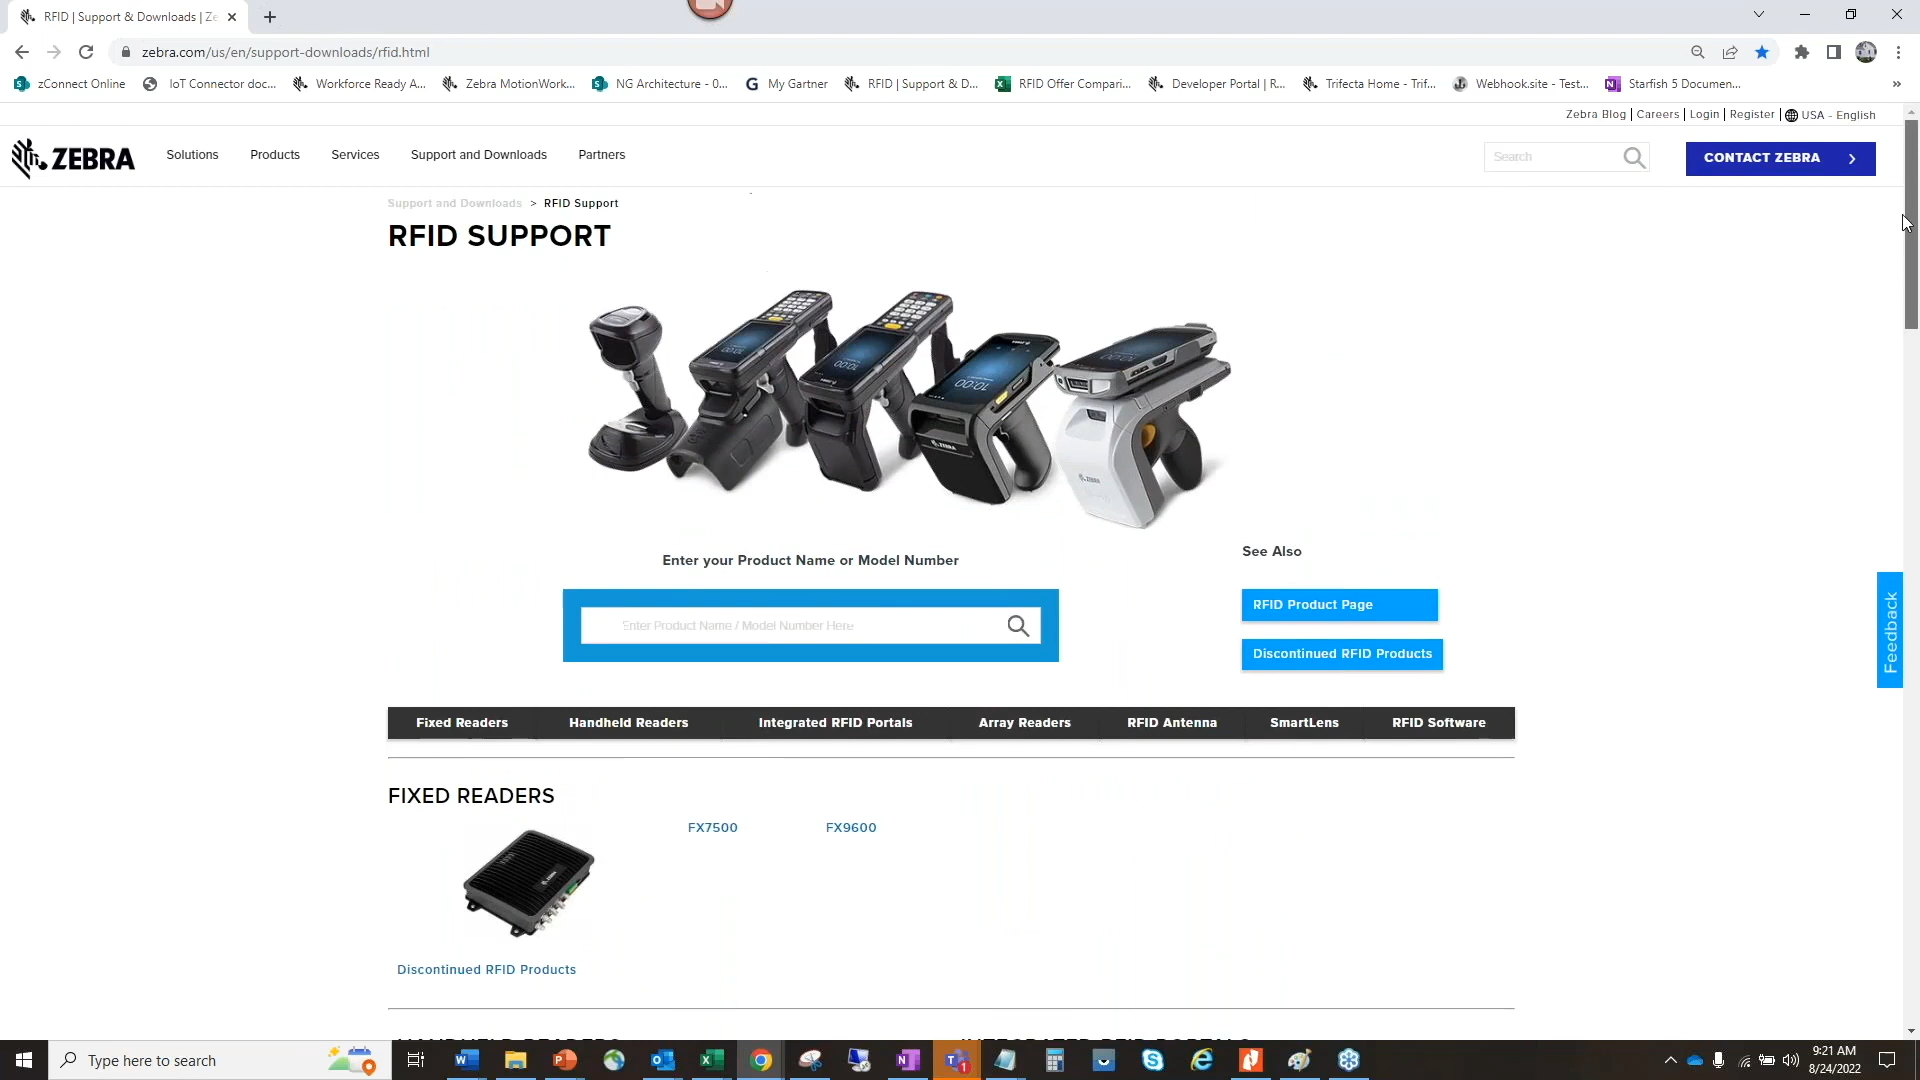 RFID | Support & Downloads | Ze
zebra.com/us/en/support-downloads/rfid.html
zConnect Online
IoT Connector doc...
Workforce Ready A...
Zebra MotionWork...
NG Architecture - 0...
My Gartner
RFID | Support & D...
RFID Offer Compari...
Developer Portal | R...
Trifecta Home - Trif...
Webhook.site - Test...
Starfish 5 Documen...
Zebra Blog | Careers | Login | Register | USA - English
ZEBRA
Solutions
Products
Services
Support and Downloads
Partners
Search
CONTACT ZEBRA
Support and Downloads > RFID Support
RFID SUPPORT
Enter your Product Name or Model Number
Enter Product Name / Model Number Here
See Also
RFID Product Page
Discontinued RFID Products
Feedback
Fixed Readers
Handheld Readers
Integrated RFID Portals
Array Readers
RFID Antenna
SmartLens
RFID Software
FIXED READERS
FX7500
FX9600
Discontinued RFID Products
Type here to search
9:21 AM
8/24/2022